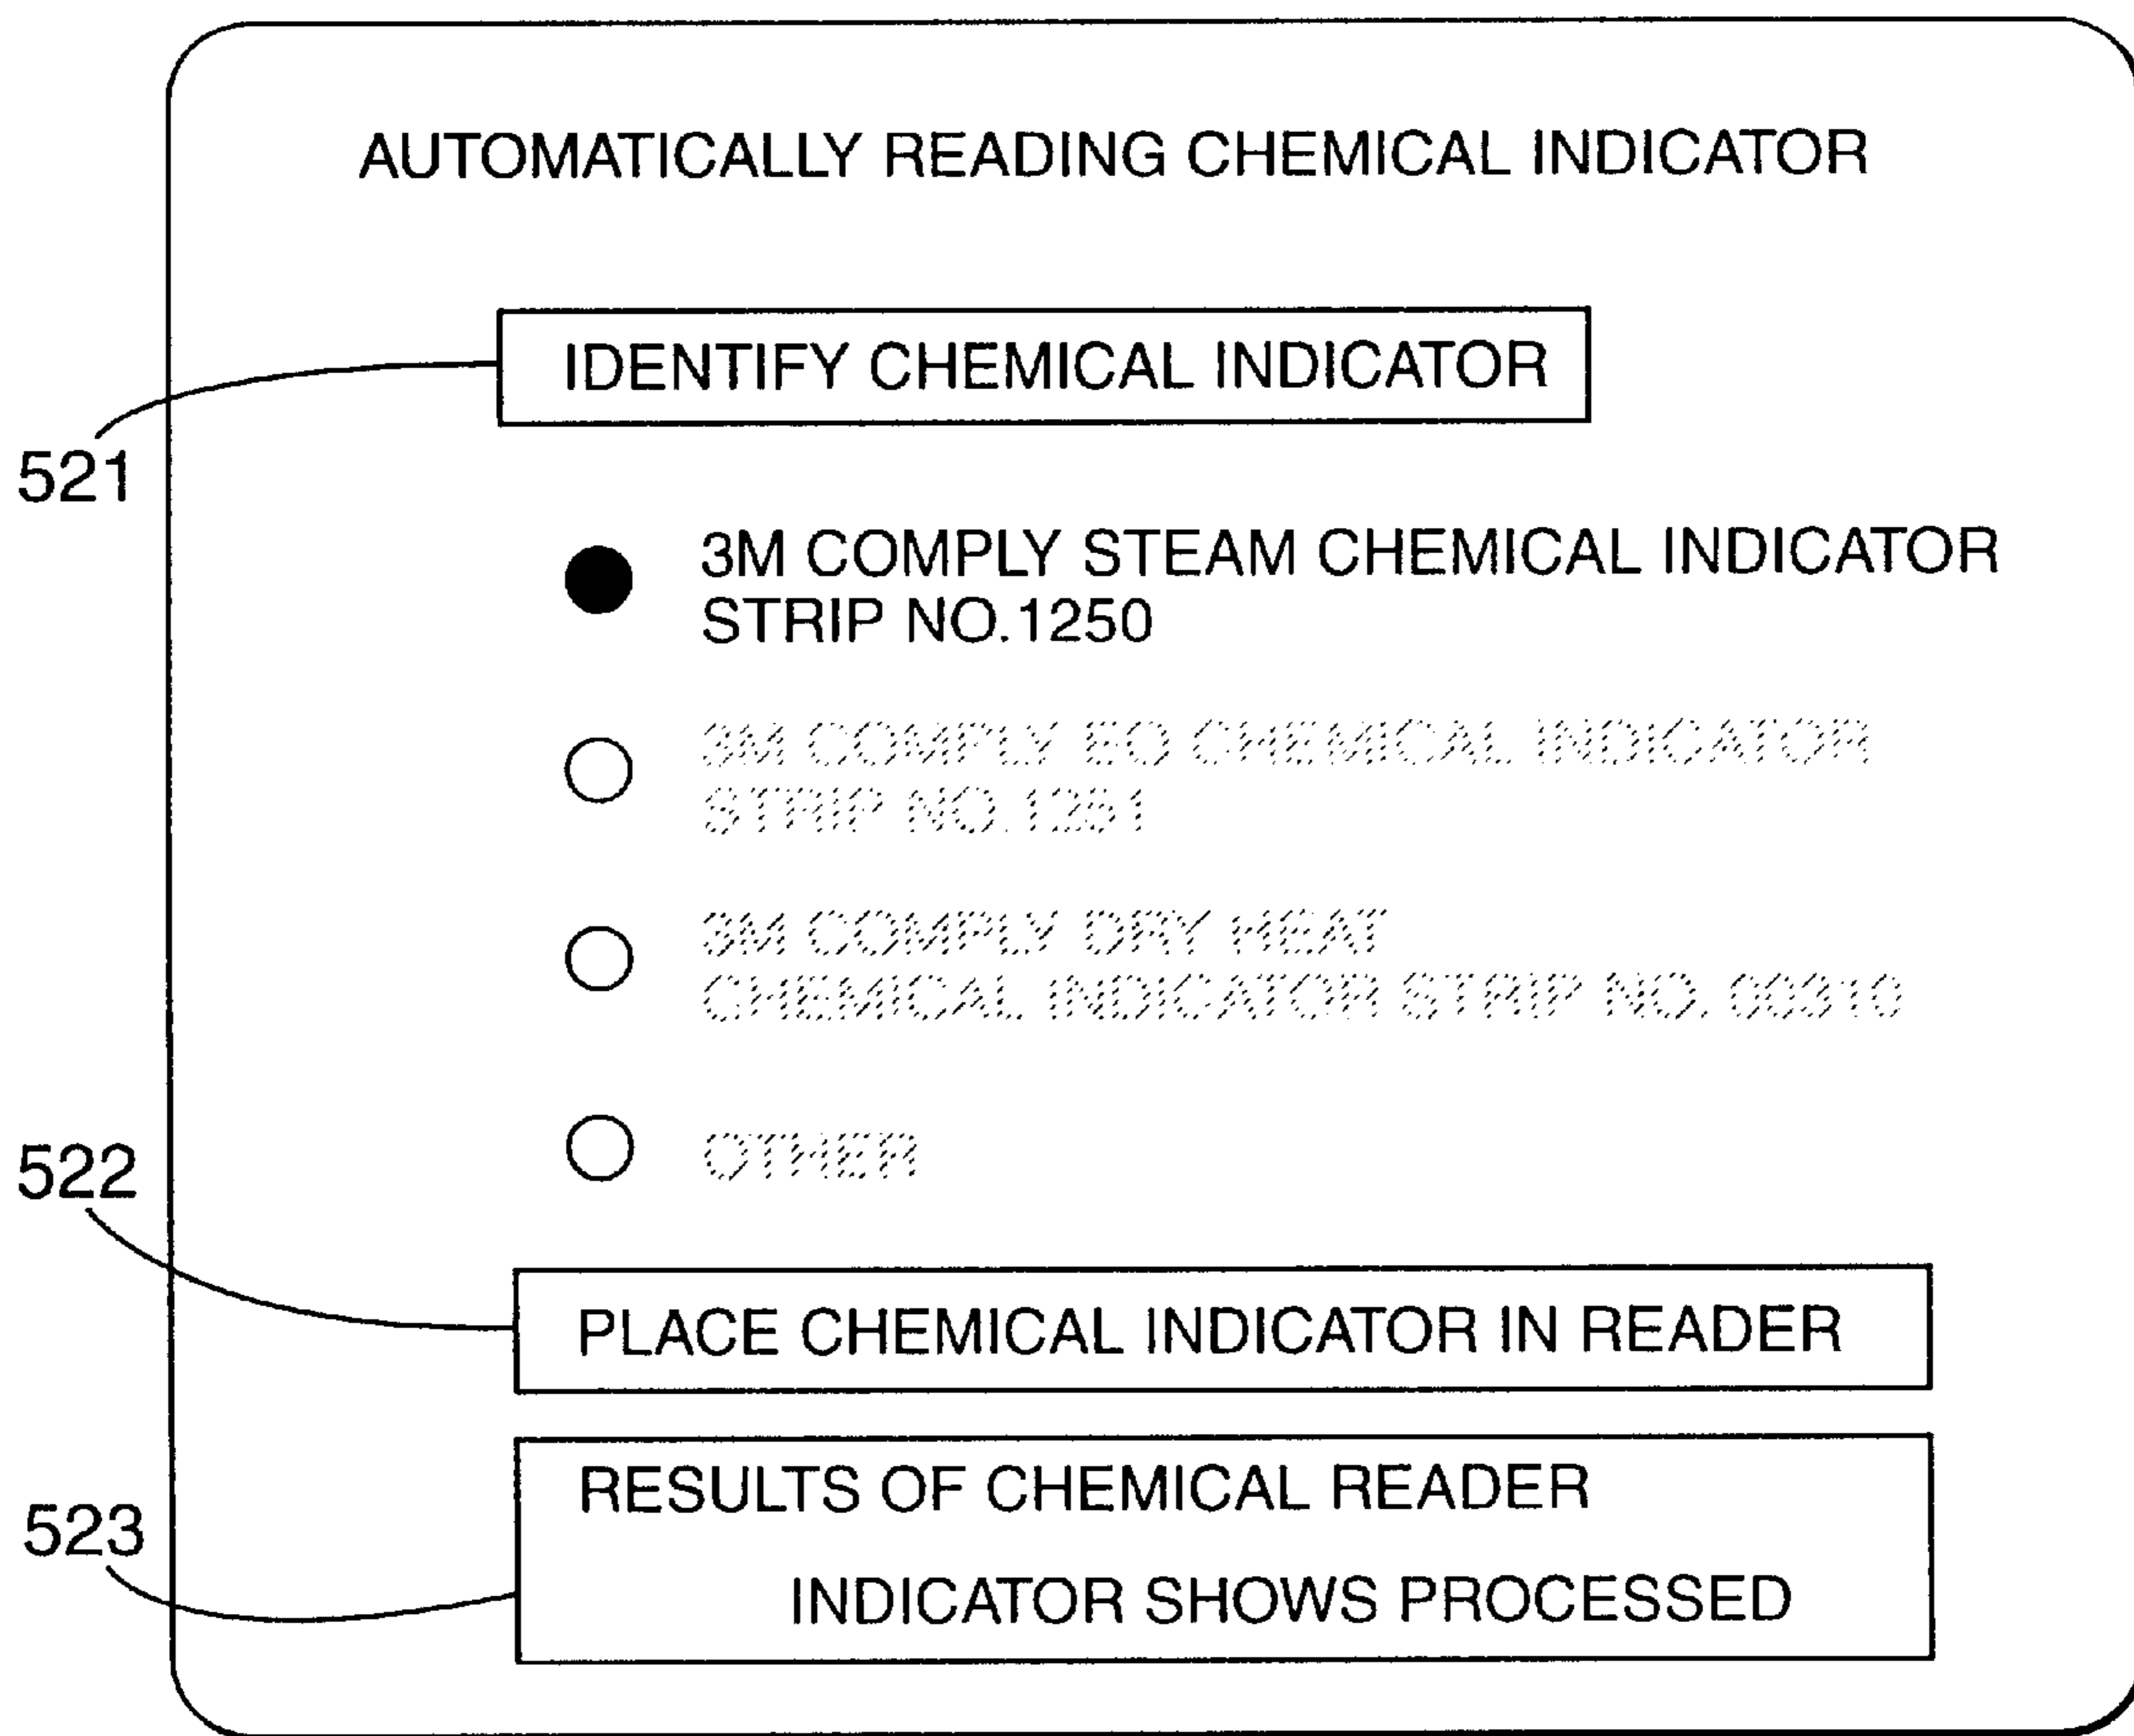 AUTOMATICALLY READING CHEMICAL INDICATOR
IDENTIFY CHEMICAL INDICATOR
521
3M COMPLY STEAM CHEMICAL INDICATOR
STRIP NO.1250
3M COMPLY EO CHEMICAL INDICATOR
STRIP NO.1251
3M COMPLY DRY HEAT
CHEMICAL INDICATOR STRIP NO.
OTHER
522
PLACE CHEMICAL INDICATOR IN READER
RESULTS OF CHEMICAL READER
523
INDICATOR SHOWS PROCESSED